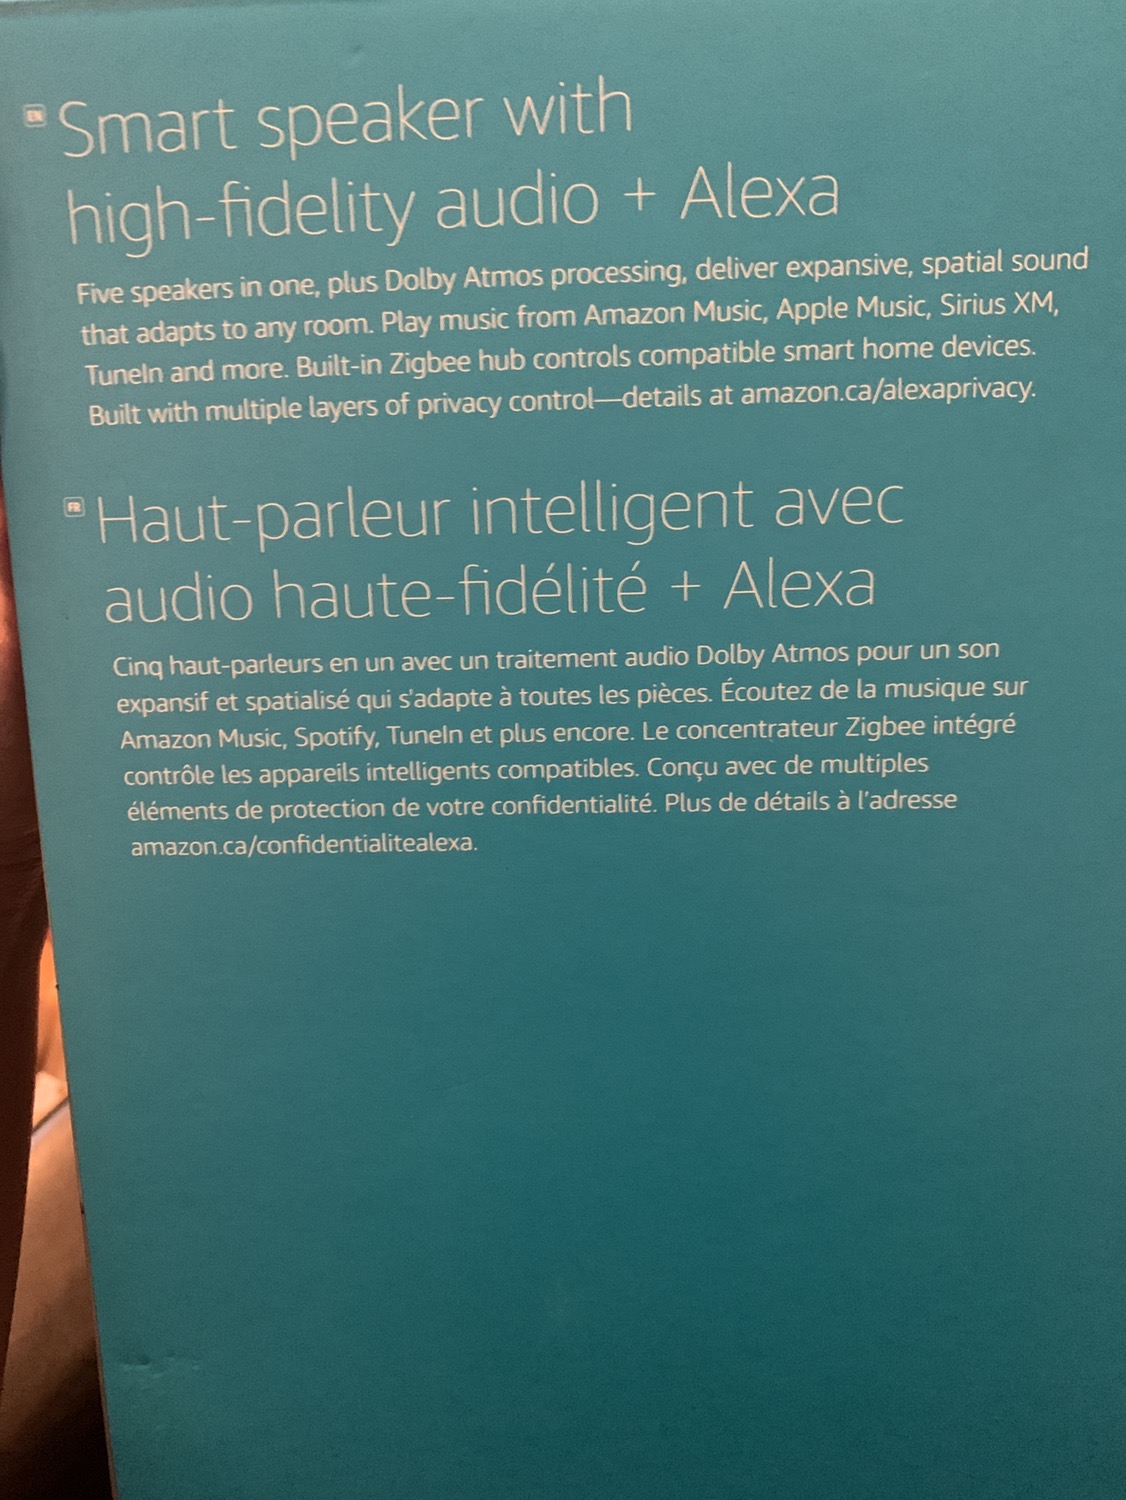 EN Smart speaker with
high-fidelity audio + Alexa
Five speakers in one, plus Dolby Atmos processing, deliver expansive, spatial sound
that adapts to any room. Play music from Amazon Music, Apple Music, Sirius XM,
TuneIn and more. Built-in Zigbee hub controls compatible smart home devices.
Built with multiple layers of privacy control—details at amazon.ca/alexaprivacy.
FR Haut-parleur intelligent avec
audio haute-fidélité + Alexa
Cinq haut-parleurs en un avec un traitement audio Dolby Atmos pour un son
expansif et spatialisé qui s'adapte à toutes les pièces. Écoutez de la musique sur
Amazon Music, Spotify, TuneIn et plus encore. Le concentrateur Zigbee intégré
contrôle les appareils intelligents compatibles. Conçu avec de multiples
éléments de protection de votre confidentialité. Plus de détails à l'adresse
amazon.ca/confidentialitealexa.